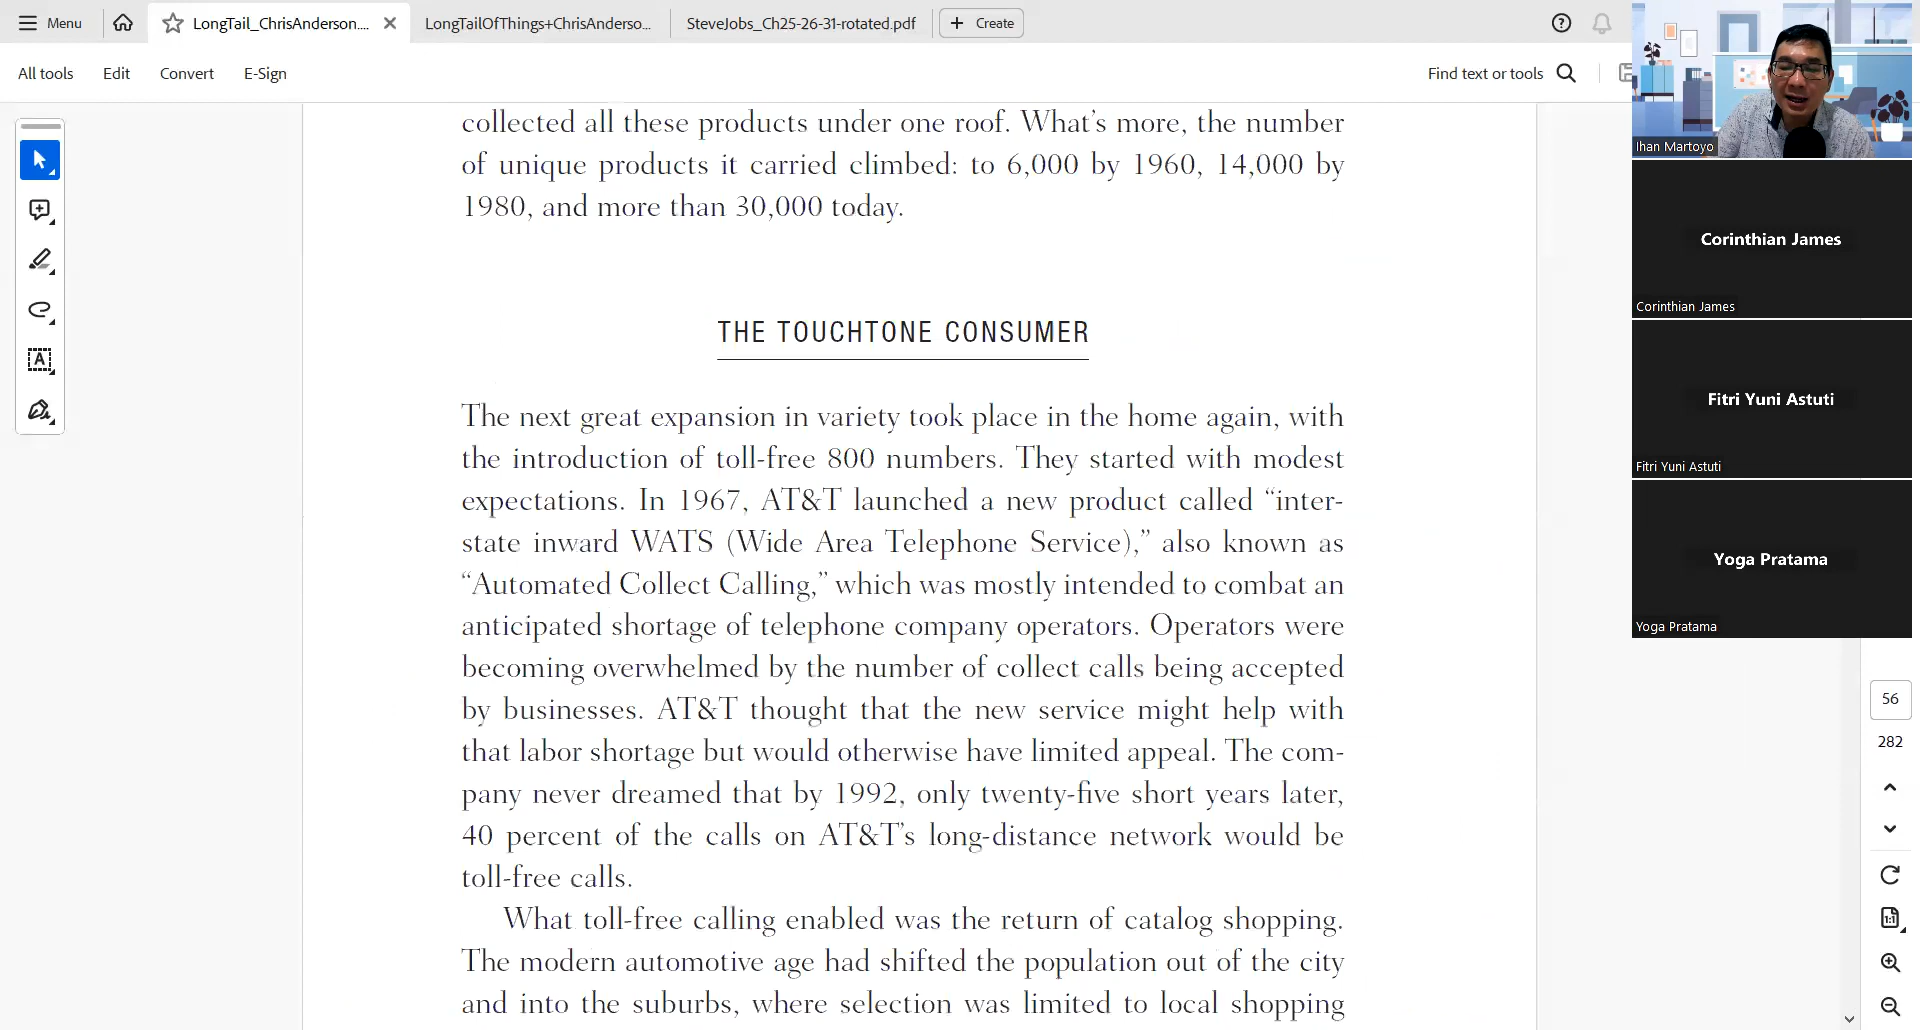 Menu
LongTail_ChrisAnderson....
LongTailOfThings+ChrisAnderso...
SteveJobs_Ch25-26-31-rotated.pdf
Create
All tools
Edit
Convert
E-Sign
Find text or tools
collected all these products under one roof. What's more, the number
of unique products it carried climbed: to 6,000 by 1960, 14,000 by
1980, and more than 30,000 today.
THE TOUCHTONE CONSUMER
The next great expansion in variety took place in the home again, with
the introduction of toll-free 800 numbers. They started with modest
expectations. In 1967, AT&T launched a new product called “inter-
state inward WATS (Wide Area Telephone Service),” also known as
“Automated Collect Calling,” which was mostly intended to combat an
anticipated shortage of telephone company operators. Operators were
becoming overwhelmed by the number of collect calls being accepted
by businesses. AT&T thought that the new service might help with
that labor shortage but would otherwise have limited appeal. The com-
pany never dreamed that by 1992, only twenty-five short years later,
40 percent of the calls on AT&T's long-distance network would be
toll-free calls.
What toll-free calling enabled was the return of catalog shopping.
The modern automotive age had shifted the population out of the city
and into the suburbs, where selection was limited to local shopping
Ihan Martoyo
Corinthian James
Corinthian James
Fitri Yuni Astuti
Fitri Yuni Astuti
Yoga Pratama
Yoga Pratama
56
282